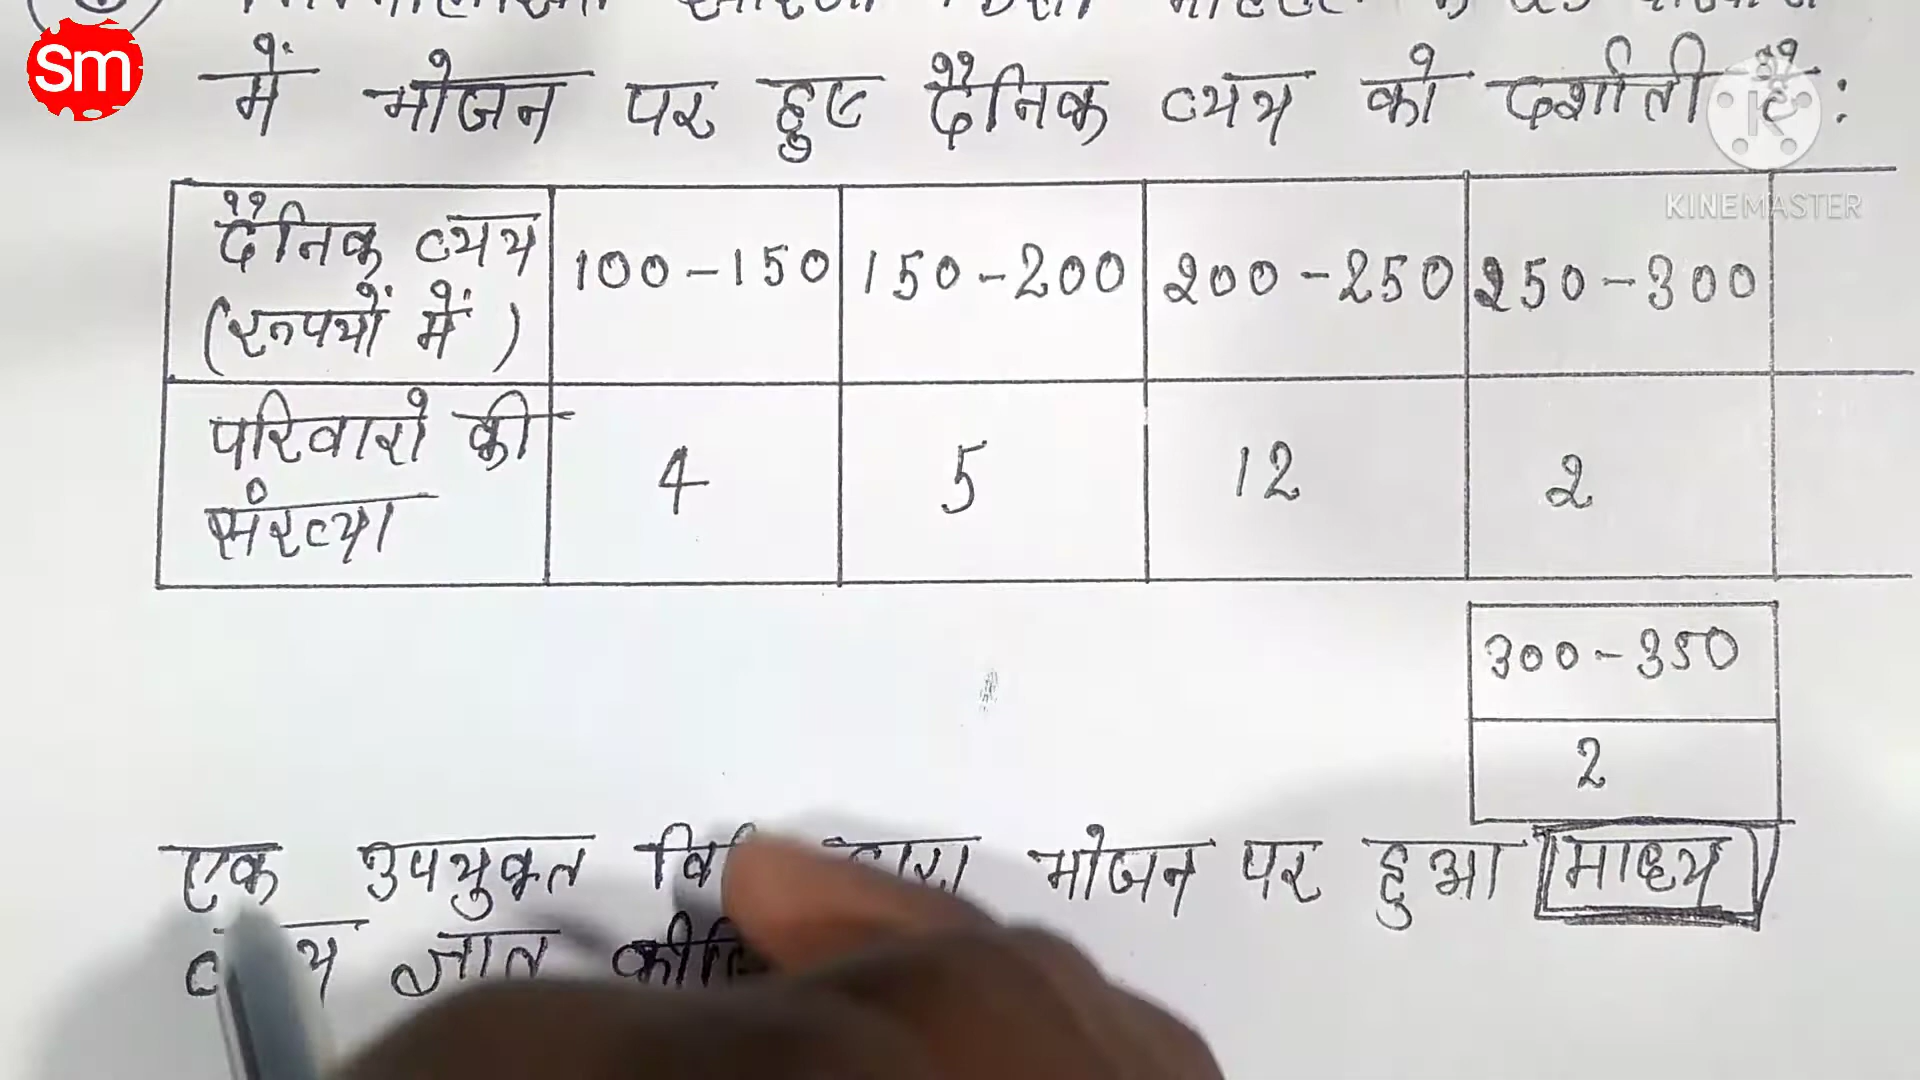 Sm
में भोजन पर हुए दैनिक व्यय को दर्शाती है :
KINEMASTER
दैनिक व्यय (रूपयों में) 100-150 150-200 200-250 250-300
परिवारो की संख्या 4 5 12 2
300-350
2
एक उपयुक्त द्वारा भोजन पर हुआ माध्य
ज्ञात